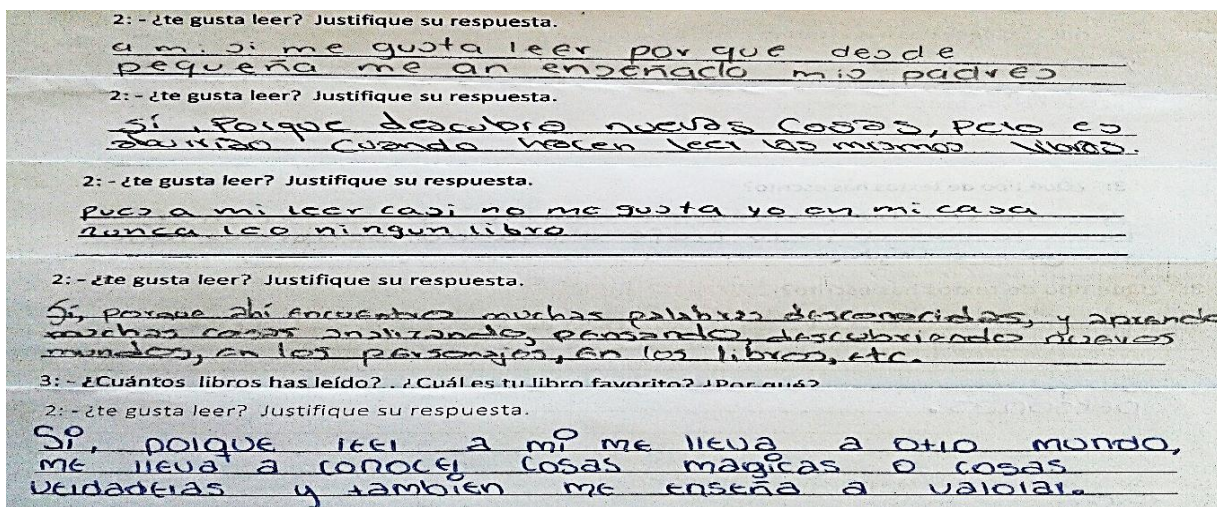 2: - ¿te gusta leer? Justifique su respuesta.
a mi si me gusta leer por que desde
pequeña me an enseñado mis padres
2: - ¿te gusta leer? Justifique su respuesta.
Sí, Porque descubro nuevas Cosas, Pero es
aburrido Cuando hacen leer los mismos libros.
2: - ¿te gusta leer? Justifique su respuesta.
Pues a mi leer casi no me gusta yo en mi casa
nunca leo ningun libro
2: - ¿te gusta leer? Justifique su respuesta.
Si, porque ahí encuentro muchas palabras desconocidas, y aprendo
muchas cosas analizando, pensando, descubriendo nuevos
mundos, en los personajes, en los libros, etc.
3: - ¿Cuántos libros has leído?. ¿Cuál es tu libro favorito? ¿Por qué?
2: - ¿te gusta leer? Justifique su respuesta.
Si, porque leer a mi me lleva a otro mundo,
me lleva a conocer cosas magicas o cosas
verdaderas y tambien me enseña a valorar.